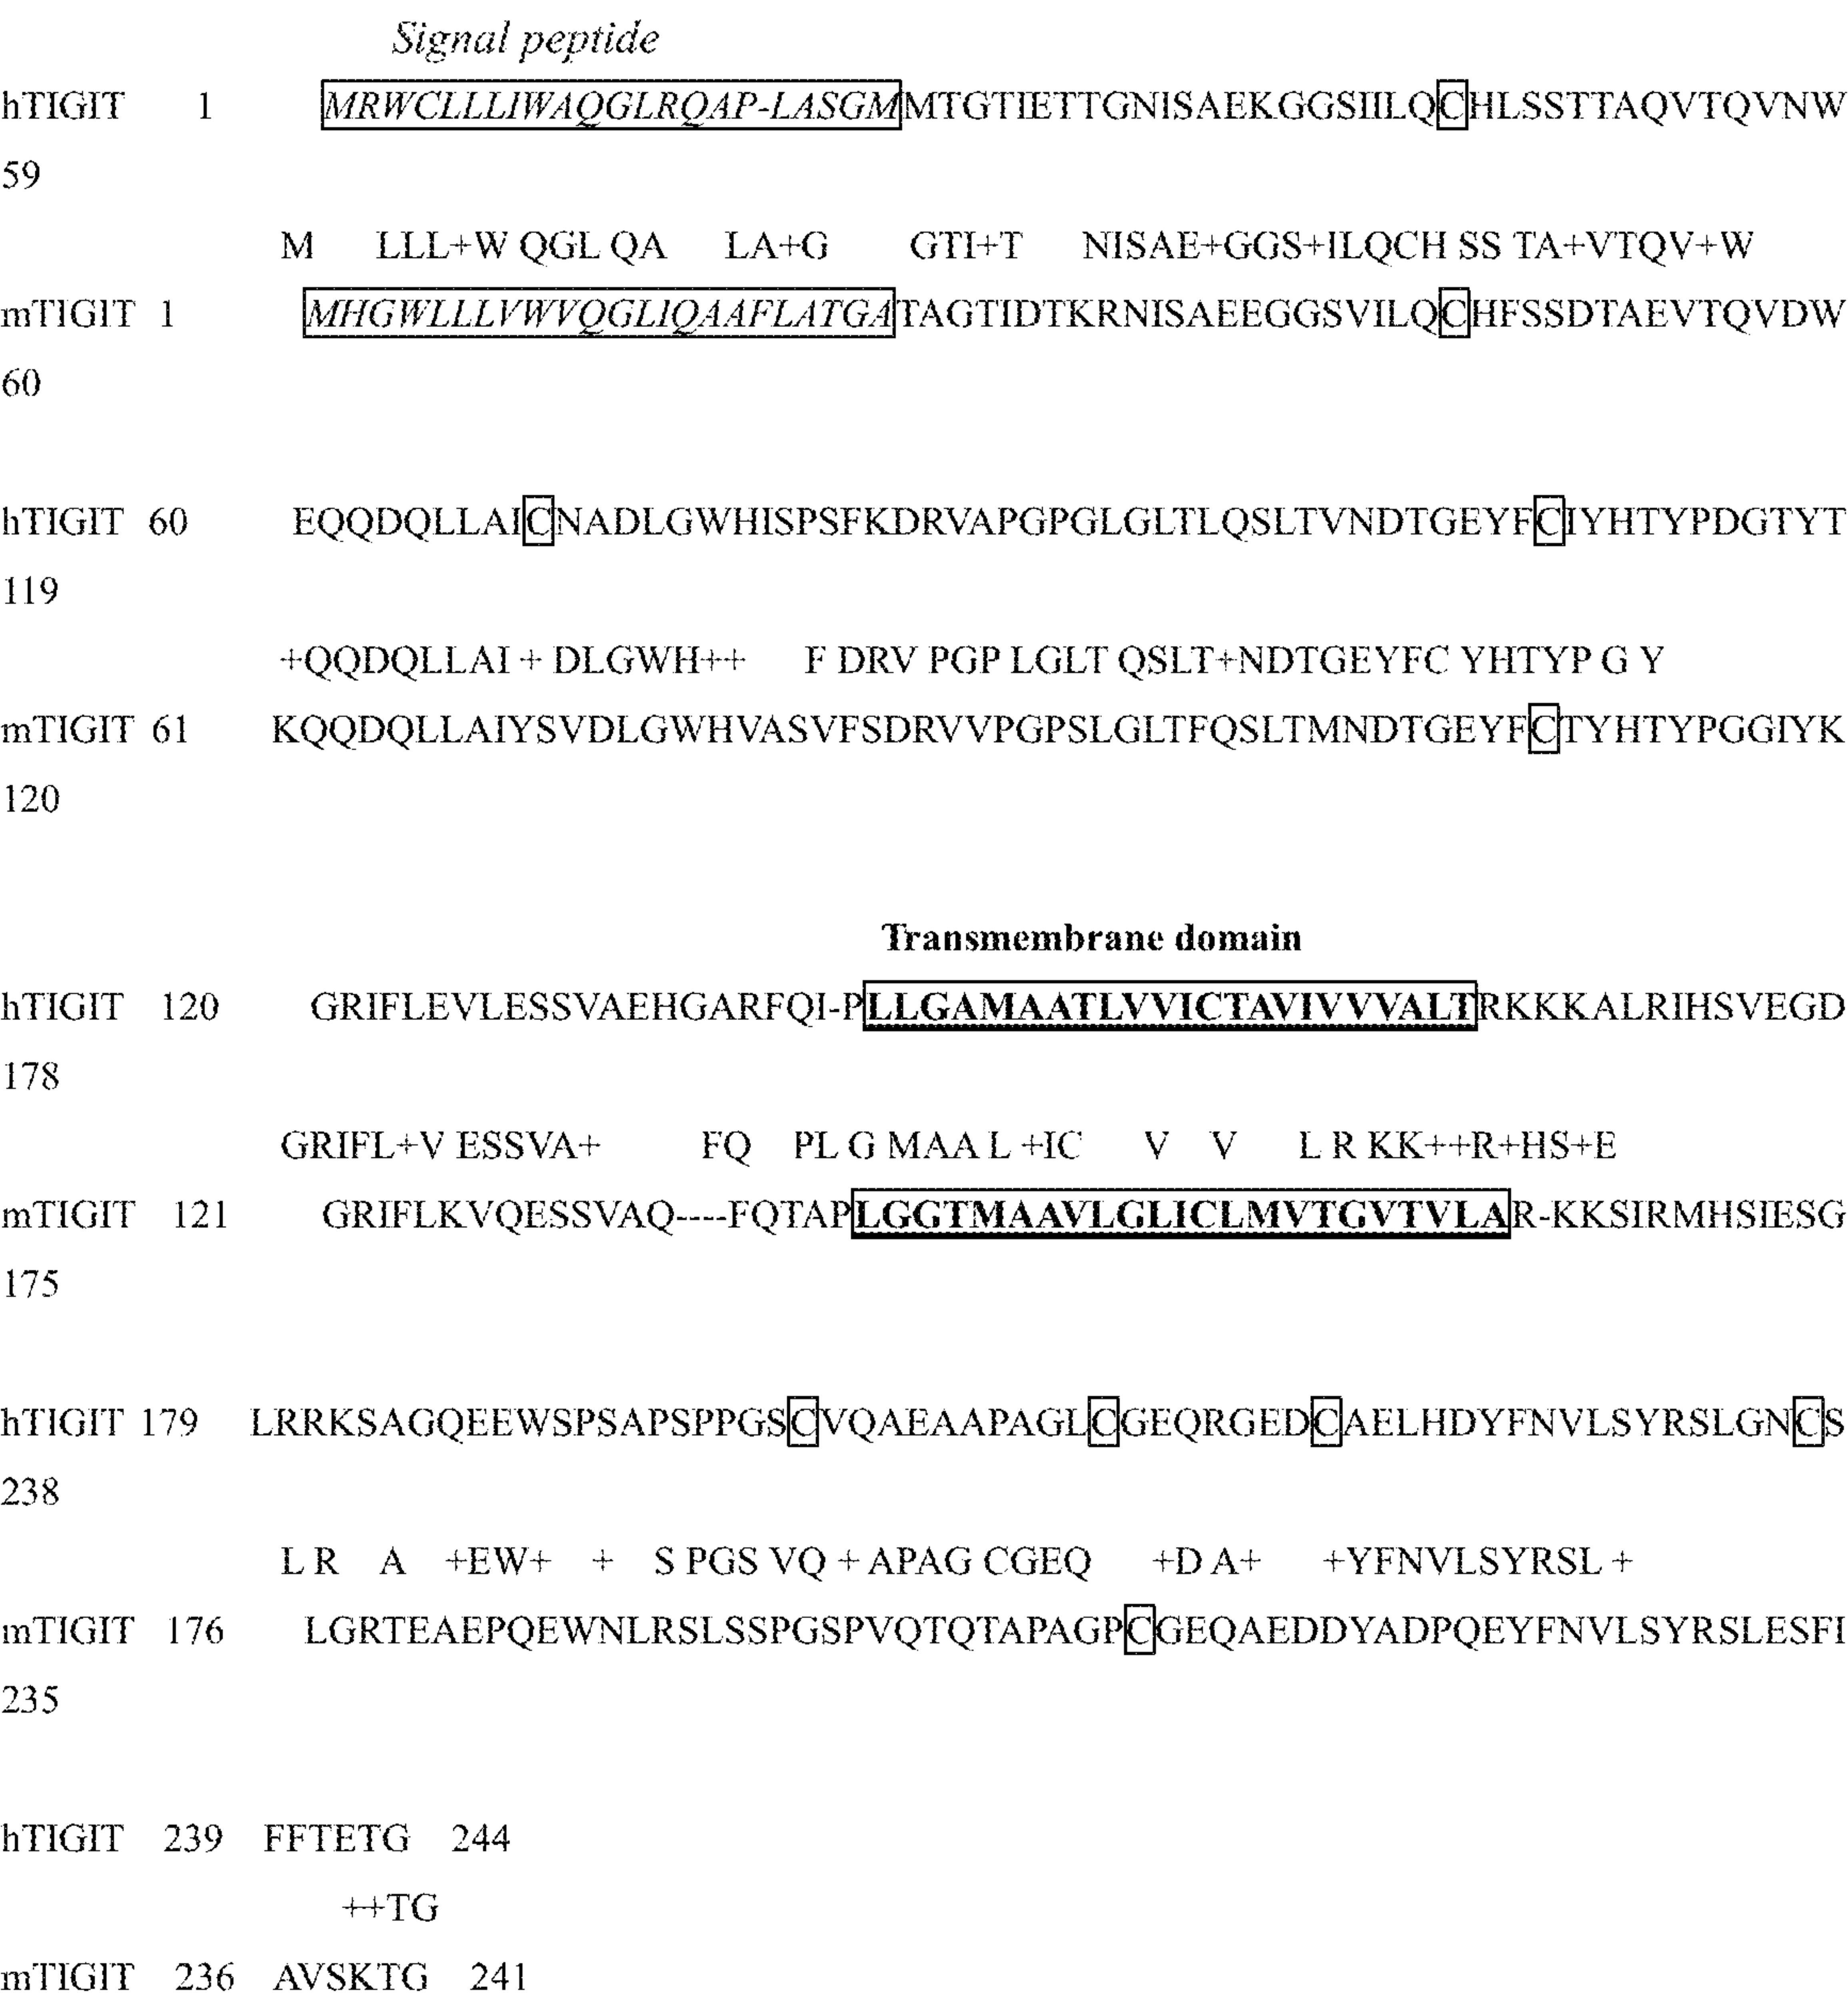 Signal peptide
hTIGIT 1 MRWCLLLIWAQGLRQAP-LASGMMTGTIETTGNISAEKGGSIILQCHLSSTTAQVTQVNW
59
M LLL+W QGL QA LA+G GTI+T NISAE+GGS+ILQCH SS TA+VTQV+W
mTIGIT 1 MHGWLLLVWVQGLIQAAFLATGATAGTIDTKRNISAEEGGSVILQCHFSSDTAEVTQVDW
60
hTIGIT 60 EQQDQLLAICNADLGWHISPSFKDRVAPGPGLGLTLQSLTVNDTGEYFCIYHTYPDGTYT
119
+QQDQLLAI + DLGWH++ F DRV PGP LGLT QSLT+NDTGEYFC YHTYP G Y
mTIGIT 61 KQQDQLLAIYSVDLGWHVASVFSDRVVPGPSLGLTFQSLTMNDTGEYFCTYHTYPGGIYK
120
Transmembrane domain
hTIGIT 120 GRIFLEVLESSVAEHGARFQI-PLLGAMAATLVVICTAVIVVVALTRKKKALRIHSVEGD
178
GRIFL+V ESSVA+ FQ PL G MAA L +IC V V L R KK++R+HS+E
mTIGIT 121 GRIFLKVQESSVAQ----FQTAPLGGTMAAVLGLICLMVTGVTVLAR-KKSIRMHSIESG
175
hTIGIT 179 LRRKSAGQEEWSPSAPSPPGSCVQAEAAPAGLCGEQRGEDCAELHDYFNVLSYRSLGNCS
238
L R A +EW+ + S PGS VQ + APAG CGEQ +D A+ +YFNVLSYRSL +
mTIGIT 176 LGRTEAEPQEWNLRSLSSPGSPVQTQTAPAGPCGEQAEDDYADPQEYFNVLSYRSLESFI
235
hTIGIT 239 FFTETG 244
++TG
mTIGIT 236 AVSKTG 241